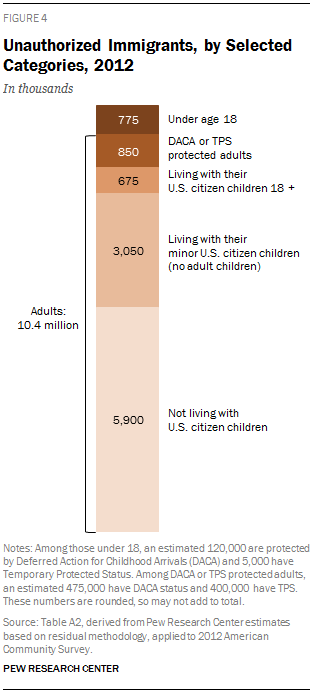 FIGURE 4
Unauthorized Immigrants, by Selected
Categories, 2012
In thousands
775 Under age 18
850 DACA or TPS
protected adults
675 Living with their
U.S. citizen children 18 +
3,050 Living with their
minor U.S. citizen children
(no adult children)
Adults:
10.4 million
5,900 Not living with
U.S. citizen children
Notes: Among those under 18, an estimated 120,000 are protected
by Deferred Action for Childhood Arrivals (DACA) and 5,000 have
Temporary Protected Status. Among DACA or TPS protected adults,
an estimated 475,000 have DACA status and 400,000 have TPS.
These numbers are rounded, so may not add to total.
Source: Table A2, derived from Pew Research Center estimates
based on residual methodology, applied to 2012 American
Community Survey.
PEW RESEARCH CENTER